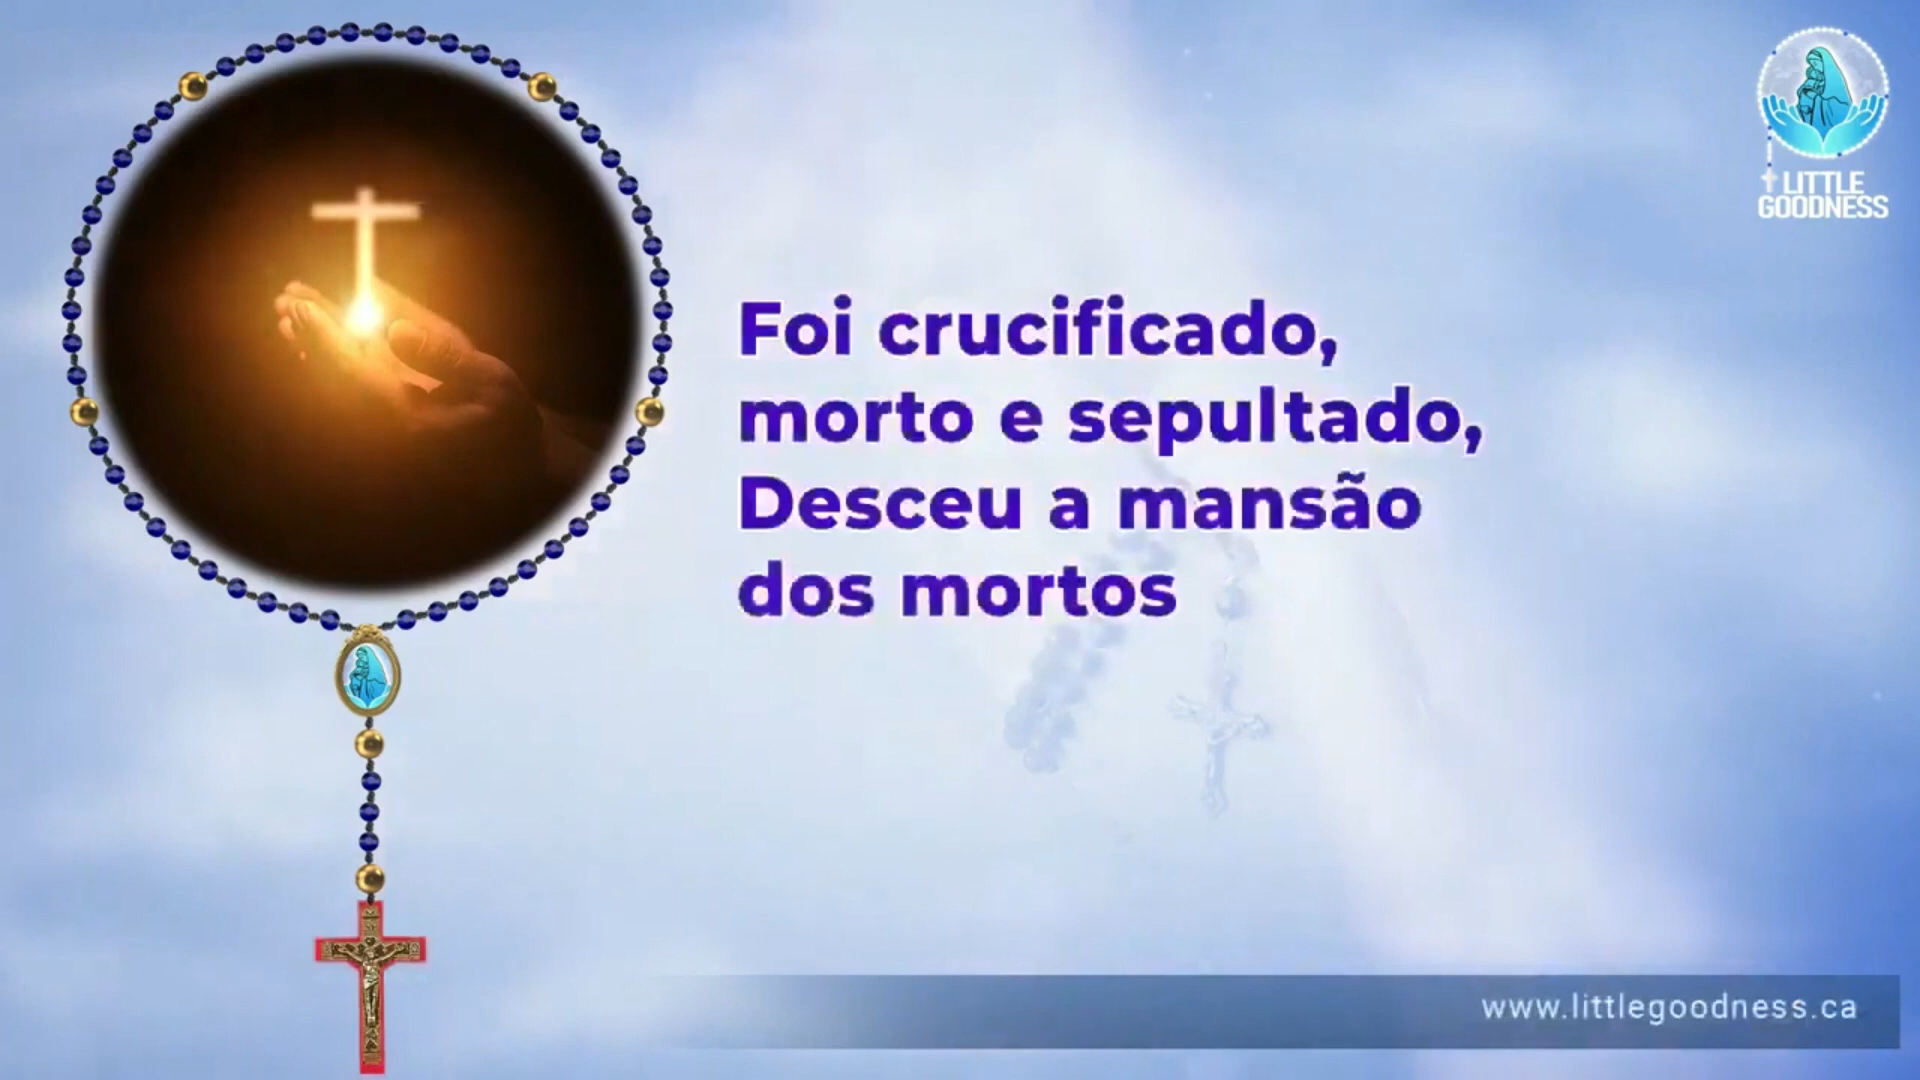 LITTLE
GOODNESS
Foi crucificado,
morto e sepultado,
Desceu a mansão
dos mortos
www.littlegoodness.ca